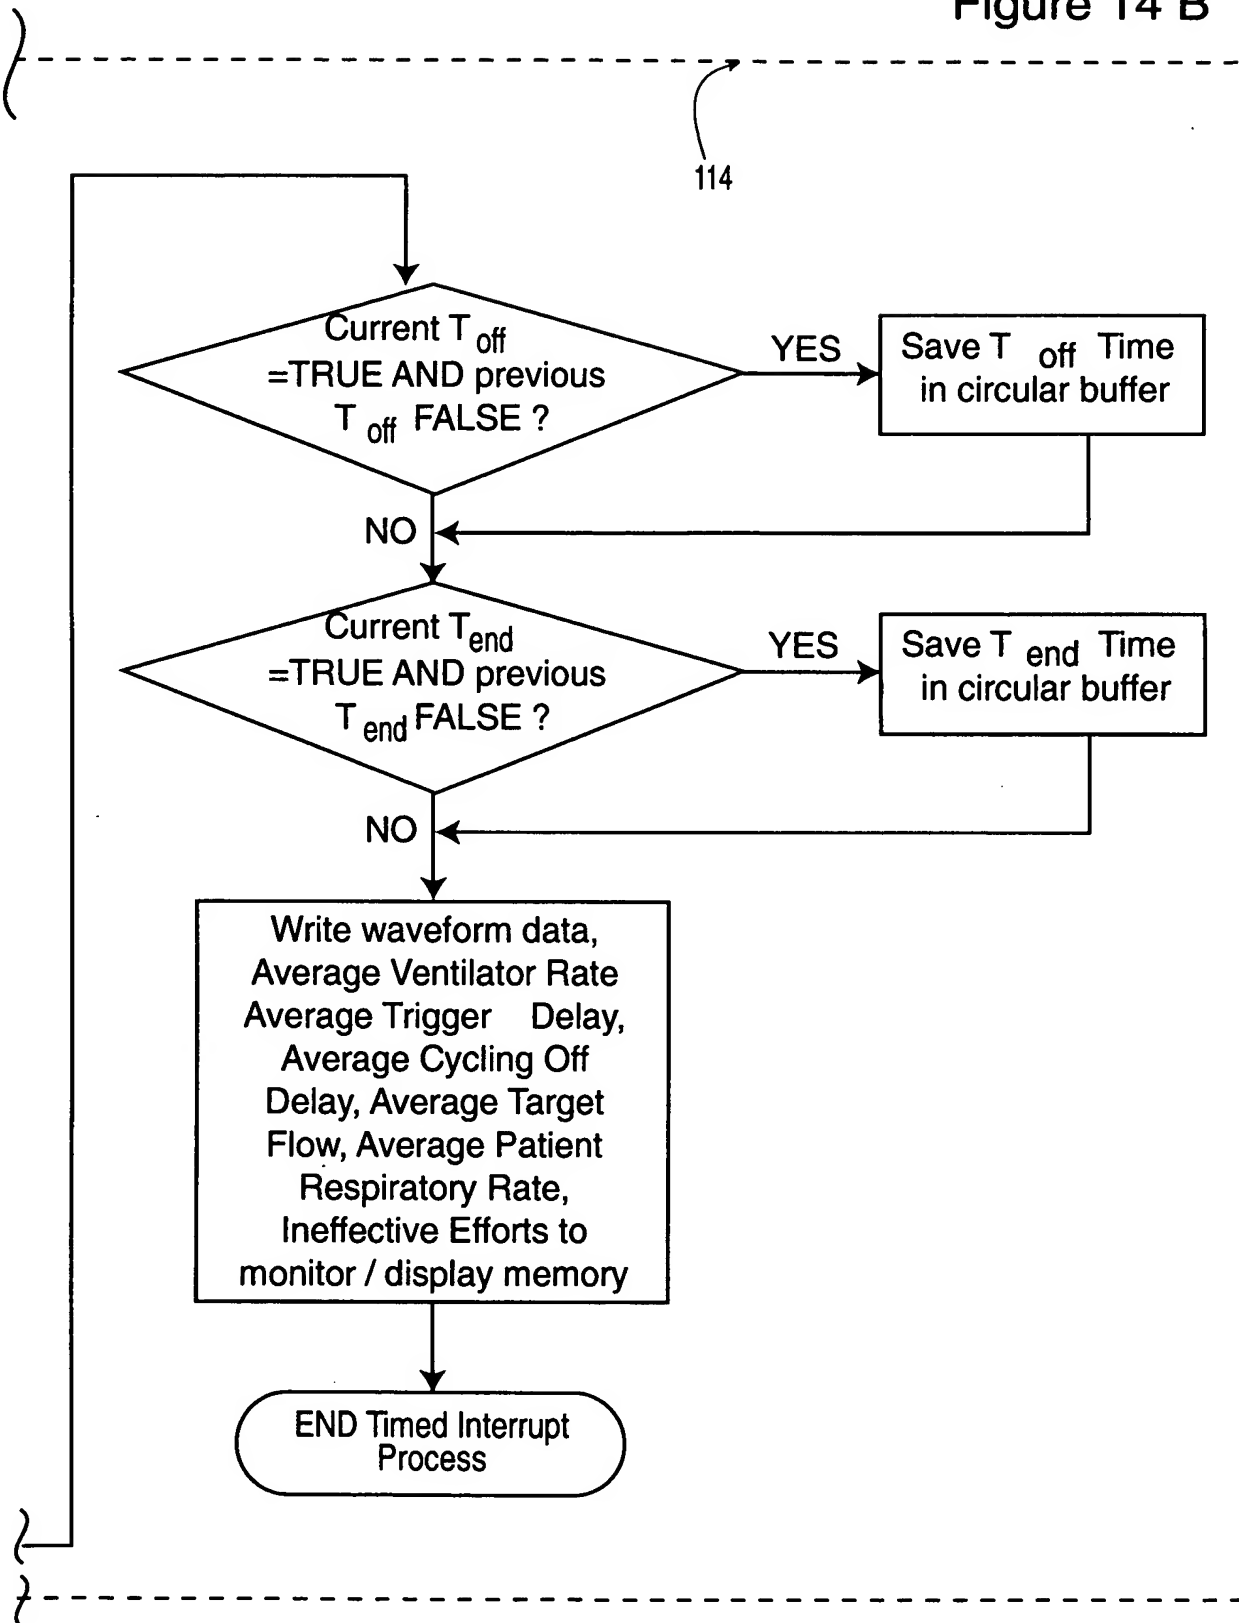 Figure 14 B
114
Current T off
=TRUE AND previous
T off FALSE ?
YES
Save T off Time
in circular buffer
NO
Current T end
=TRUE AND previous
T end FALSE ?
YES
Save T end Time
in circular buffer
NO
Write waveform data,
Average Ventilator Rate
Average Trigger Delay,
Average Cycling Off
Delay, Average Target
Flow, Average Patient
Respiratory Rate,
Ineffective Efforts to
monitor / display memory
END Timed Interrupt
Process